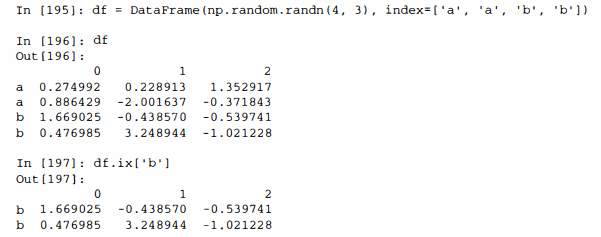 In [195]: df = DataFrame(np.random.randn(4, 3), index=['a', 'a', 'b', 'b'])
In [196]: df
Out[196]:
0 1 2
a 0.274992 0.228913 1.352917
a 0.886429 -2.001637 -0.371843
b 1.669025 -0.438570 -0.539741
b 0.476985 3.248944 -1.021228
In [197]: df.ix['b']
Out[197]:
0 1 2
b 1.669025 -0.438570 -0.539741
b 0.476985 3.248944 -1.021228